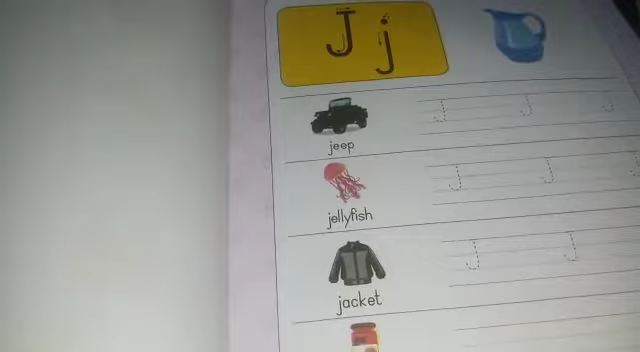 J j
jeep
J J J
jellyfish
J J J
jacket
J J